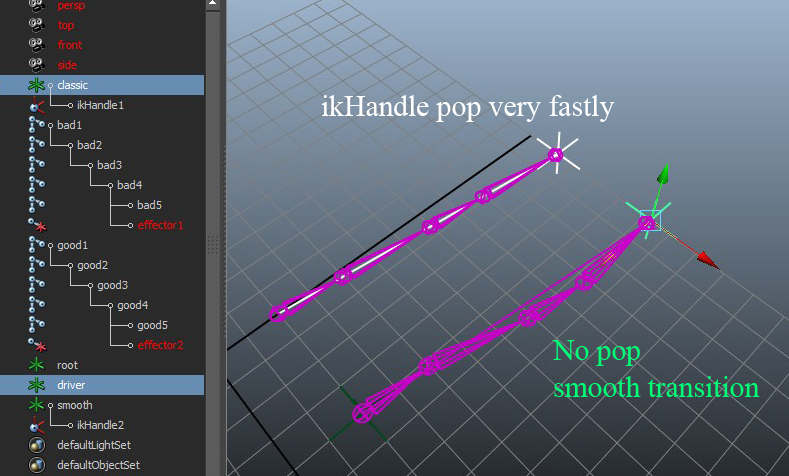 persp
top
front
side
classic
ikHandle1
bad1
bad2
bad3
bad4
bad5
effector1
good1
good2
good3
good4
good5
effector2
root
driver
smooth
ikHandle2
defaultLightSet
defaultObjectSet
ikHandle pop very fastly
No pop
smooth transition